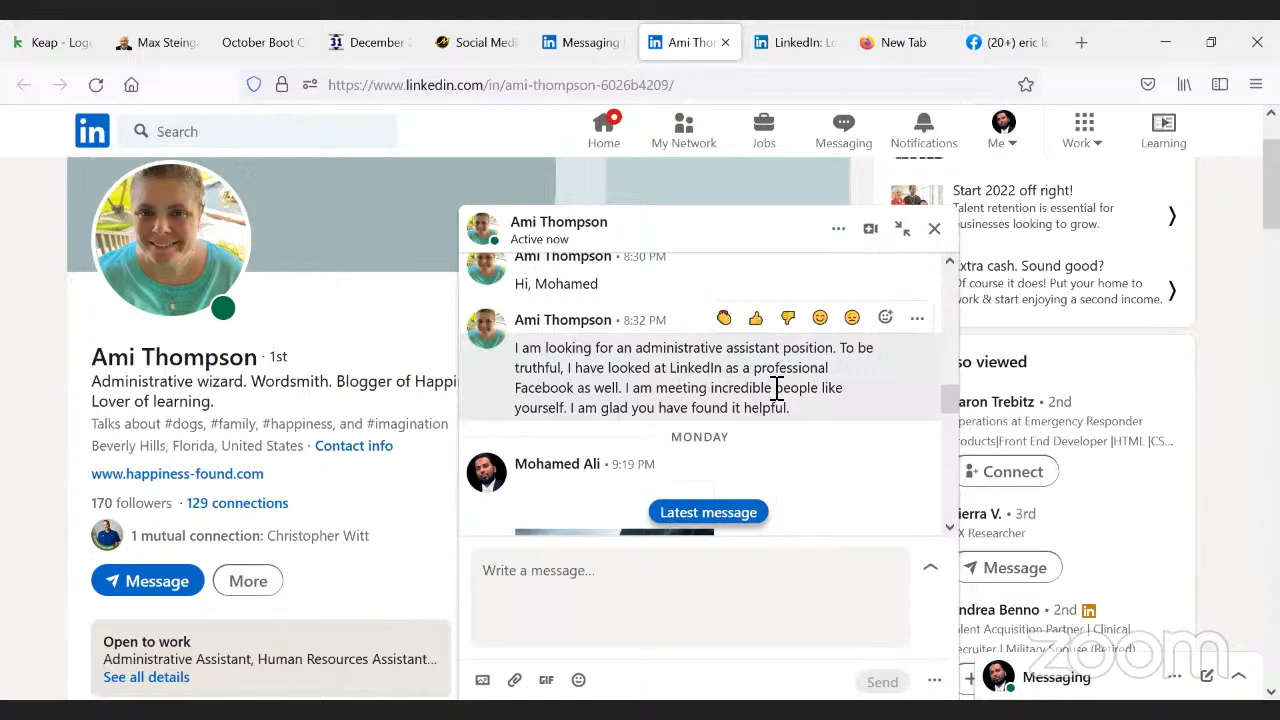 Keap - Log
Max Steing
October Boot C
31 December
Social Med
Messaging
Ami Thor
LinkedIn: Lo
New Tab
(20+) eric l
https://www.linkedin.com/in/ami-thompson-6026b4209/
in
Search
Home
My Network
Jobs
Messaging
Notifications
Me
Work
Learning
Start 2022 off right!
Talent retention is essential for
businesses looking to grow.
xtra cash. Sound good?
Of course it does! Put your home to
work & start enjoying a second income.
Ami Thompson · 1st
Administrative wizard. Wordsmith. Blogger of Happi
Lover of learning.
Talks about #dogs, #family, #happiness, and #imagination
Beverly Hills, Florida, United States · Contact info
www.happiness-found.com
170 followers · 129 connections
1 mutual connection: Christopher Witt
Message
More
Open to work
Administrative Assistant, Human Resources Assistant...
See all details
Ami Thompson
Active now
Ami Thompson • 8:30 PM
Hi, Mohamed
Ami Thompson • 8:32 PM
I am looking for an administrative assistant position. To be
truthful, I have looked at LinkedIn as a professional
Facebook as well. I am meeting incredible people like
yourself. I am glad you have found it helpful.
MONDAY
Mohamed Ali • 9:19 PM
Latest message
Write a message...
GIF
Send
so viewed
aron Trebitz • 2nd
perations at Emergency Responder
roducts|Front End Developer |HTML |CS...
Connect
ierra V. • 3rd
X Researcher
Message
ndrea Benno • 2nd in
alent Acquisition Partner | Clinical
Recruiter | Military Spouse (Retired)
zoom
Messaging